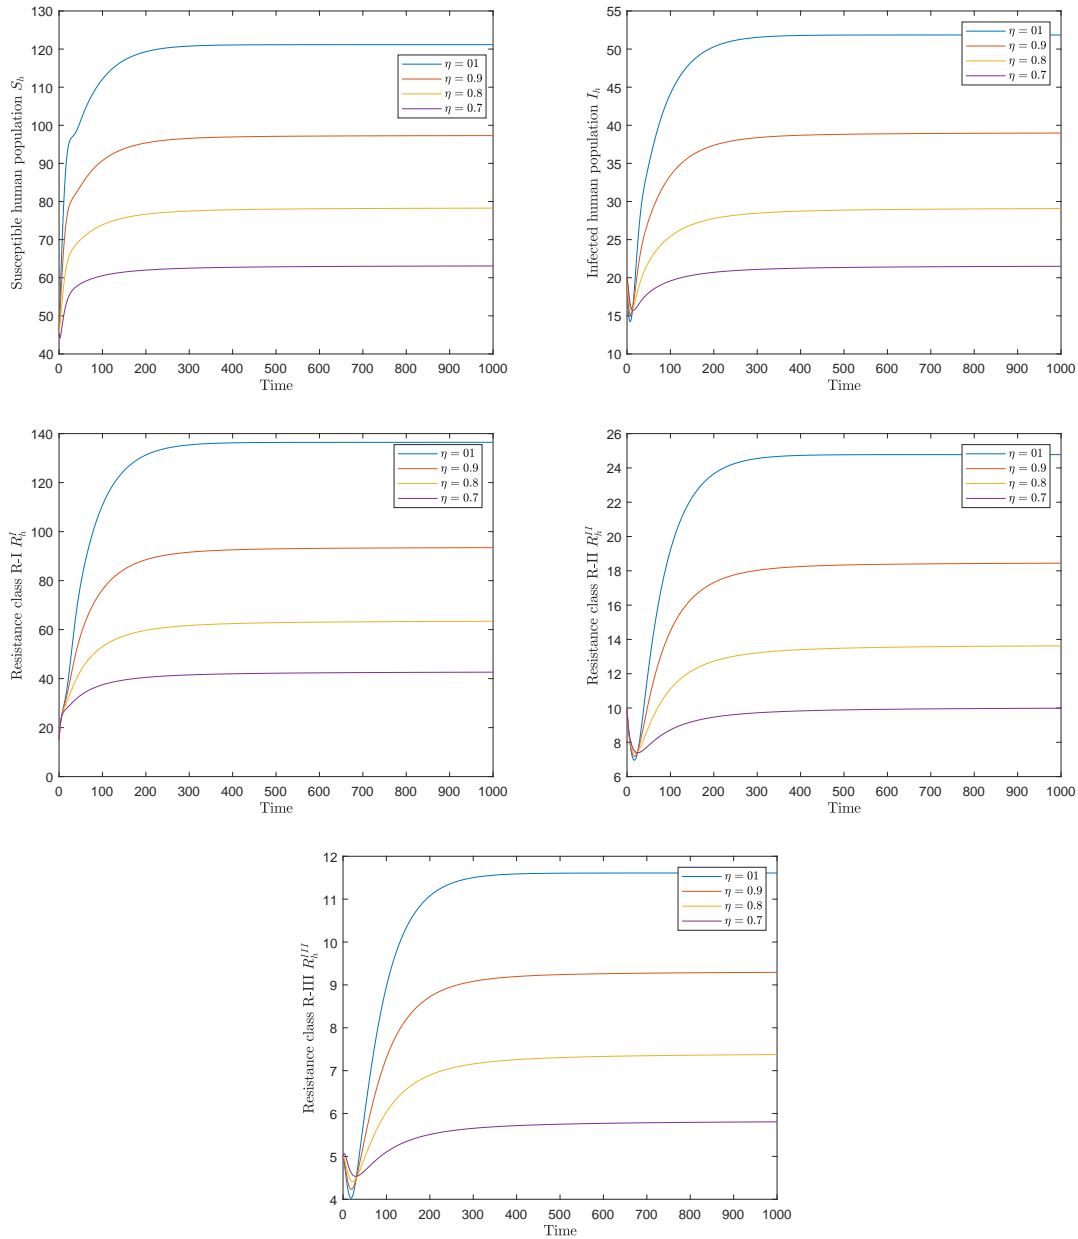 130
120
110
100
90
80
70
60
50
40
Susceptible human population S_h
0 100 200 300 400 500 600 700 800 900 1000
Time
η = 01
η = 0.9
η = 0.8
η = 0.7
55
50
45
40
35
30
25
20
15
10
Infected human population I_h
0 100 200 300 400 500 600 700 800 900 1000
Time
η = 01
η = 0.9
η = 0.8
η = 0.7
140
120
100
80
60
40
20
0
Resistance class R-I R_h^I
0 100 200 300 400 500 600 700 800 900 1000
Time
η = 01
η = 0.9
η = 0.8
η = 0.7
26
24
22
20
18
16
14
12
10
8
6
Resistance class R-II R_h^{II}
0 100 200 300 400 500 600 700 800 900 1000
Time
η = 01
η = 0.9
η = 0.8
η = 0.7
12
11
10
9
8
7
6
5
4
Resistance class R-III R_h^{III}
0 100 200 300 400 500 600 700 800 900 1000
Time
η = 01
η = 0.9
η = 0.8
η = 0.7